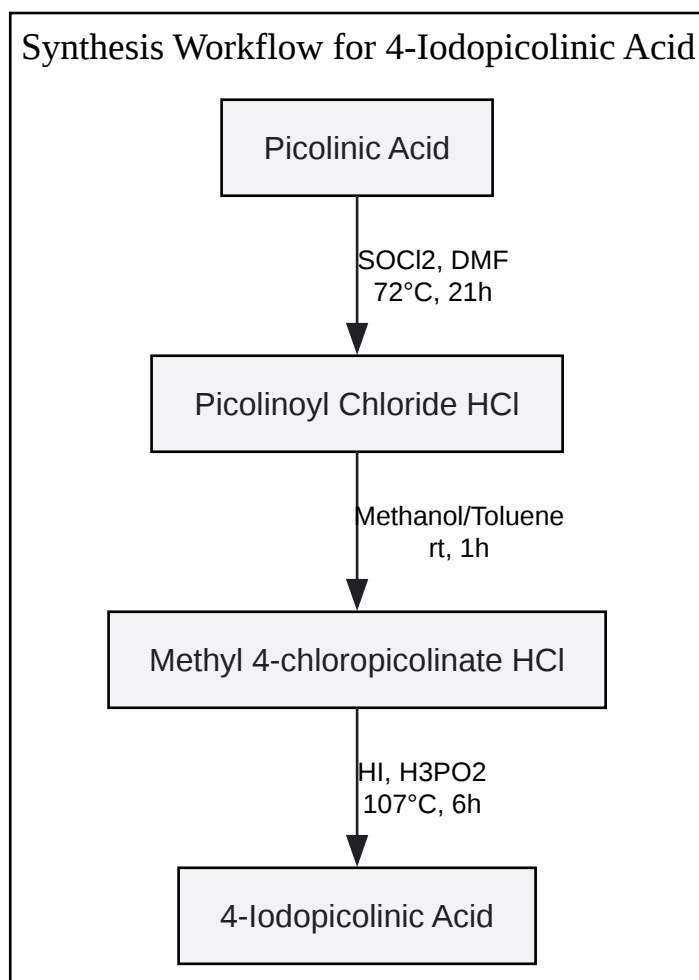 Synthesis Workflow for 4-Iodopicolinic Acid
Picolinic Acid
SOCl2, DMF
72°C, 21h
Picolinoyl Chloride HCl
Methanol/Toluene
rt, 1h
Methyl 4-chloropicolinate HCl
HI, H3PO2
107°C, 6h
4-Iodopicolinic Acid